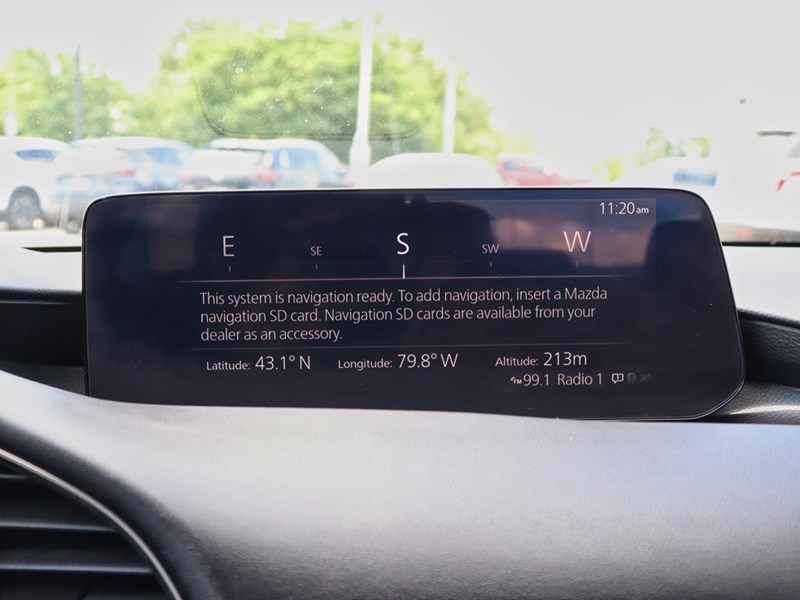 11:20am
E SE S SW W
This system is navigation ready. To add navigation, insert a Mazda
navigation SD card. Navigation SD cards are available from your
dealer as an accessory.
Latitude: 43.1° N Longitude: 79.8° W Altitude: 213m
FM 99.1 Radio 1